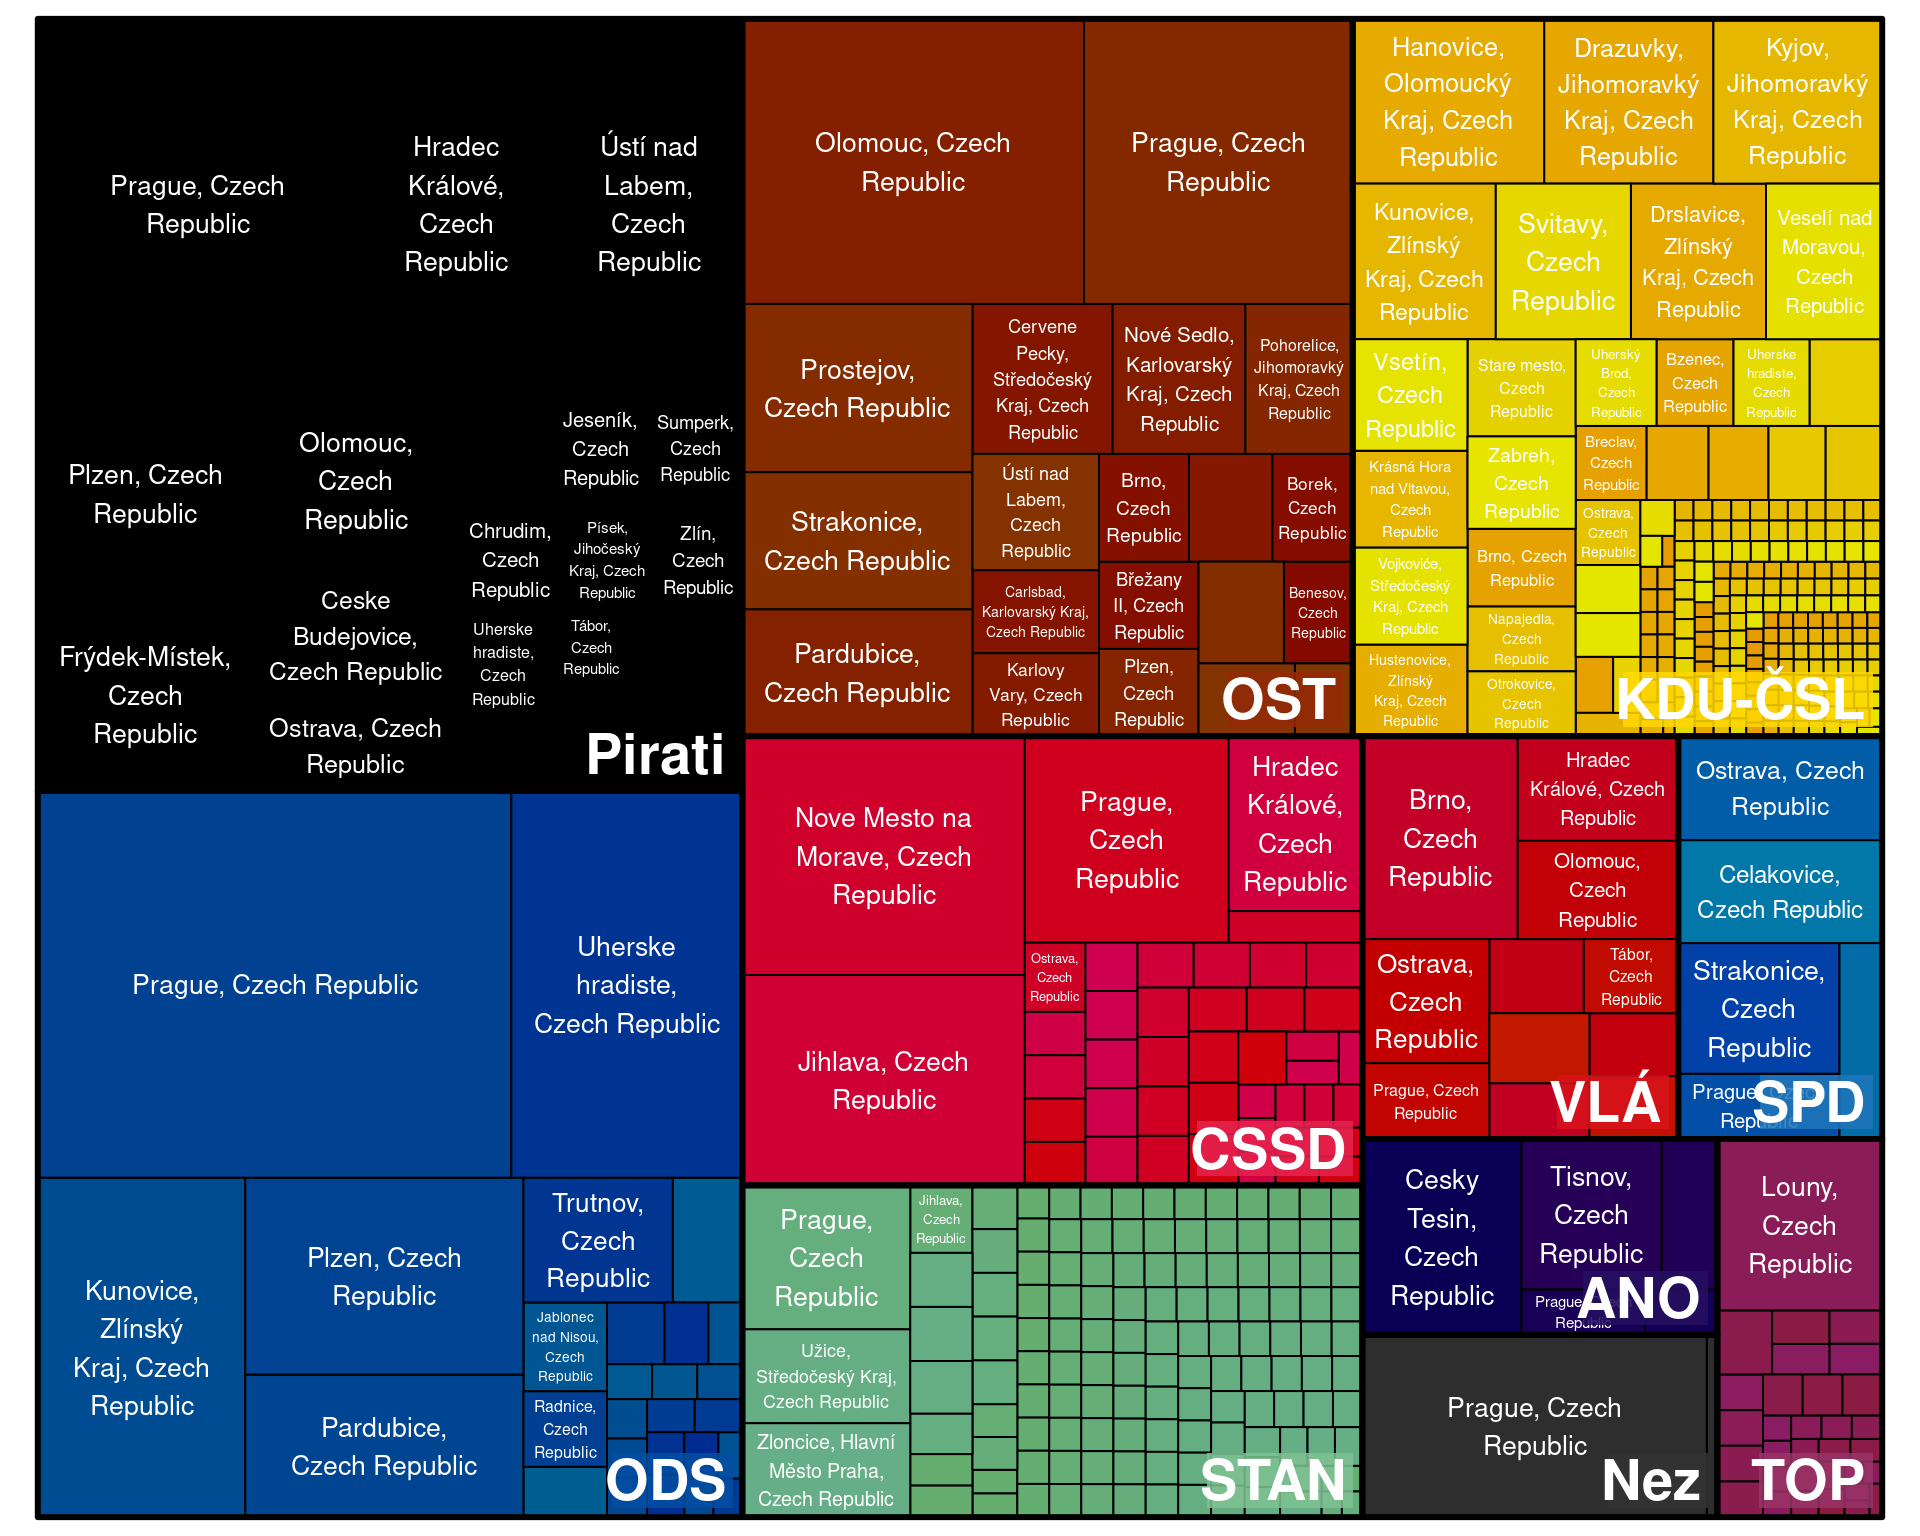 Prague, Czech
Republic
Hradec
Králové,
Czech
Republic
Ústí nad
Labem,
Czech
Republic
Plzen, Czech
Republic
Olomouc,
Czech
Republic
Jeseník,
Czech
Republic
Sumperk,
Czech
Republic
Chrudim,
Czech
Republic
Písek,
Jihočeský
Kraj, Czech
Republic
Zlín,
Czech
Republic
Frýdek-Místek,
Czech
Republic
Ceske
Budejovice,
Czech Republic
Ostrava, Czech
Republic
Uherske
hradiste,
Czech
Republic
Tábor,
Czech
Republic
Pirati
Olomouc, Czech
Republic
Prague, Czech
Republic
Prostejov,
Czech Republic
Strakonice,
Czech Republic
Pardubice,
Czech Republic
Cervene
Pecky,
Středočeský
Kraj, Czech
Republic
Nové Sedlo,
Karlovarský
Kraj, Czech
Republic
Pohorelice,
Jihomoravký
Kraj, Czech
Republic
Ústí nad
Labem,
Czech
Republic
Brno,
Czech
Republic
Borek,
Czech
Republic
Carlsbad,
Karlovarský Kraj,
Czech Republic
Břežany
II, Czech
Republic
Benesov,
Czech
Republic
Karlovy
Vary, Czech
Republic
Plzen,
Czech
Republic
OST
Hanovice,
Olomoucký
Kraj, Czech
Republic
Drazuvky,
Jihomoravký
Kraj, Czech
Republic
Kyjov,
Jihomoravký
Kraj, Czech
Republic
Kunovice,
Zlínský
Kraj, Czech
Republic
Svitavy,
Czech
Republic
Drslavice,
Zlínský
Kraj, Czech
Republic
Veselí nad
Moravou,
Czech
Republic
Vsetín,
Czech
Republic
Stare mesto,
Czech
Republic
Uherský
Brod,
Czech
Republic
Bzenec,
Czech
Republic
Uherske
hradiste,
Czech
Republic
Krásná Hora
nad Vltavou,
Czech
Republic
Zabreh,
Czech
Republic
Breclav,
Czech
Republic
Ostrava,
Czech
Republic
Vojkoviče,
Středočeský
Kraj, Czech
Republic
Brno, Czech
Republic
Napajedla,
Czech
Republic
Hustenovice,
Zlínský
Kraj, Czech
Republic
Otrokovice,
Czech
Republic
KDU-ČSL
Prague, Czech Republic
Uherske
hradiste,
Czech Republic
Kunovice,
Zlínský
Kraj, Czech
Republic
Plzen, Czech
Republic
Pardubice,
Czech Republic
Trutnov,
Czech
Republic
Jablonec
nad Nisou,
Czech
Republic
Radnice,
Czech
Republic
ODS
Nove Mesto na
Morave, Czech
Republic
Prague,
Czech
Republic
Hradec
Králové,
Czech
Republic
Jihlava, Czech
Republic
Ostrava,
Czech
Republic
CSSD
Brno,
Czech
Republic
Hradec
Králové, Czech
Republic
Olomouc,
Czech
Republic
Ostrava,
Czech
Republic
Tábor,
Czech
Republic
Prague, Czech
Republic
VLÁ
Ostrava, Czech
Republic
Celakovice,
Czech Republic
Strakonice,
Czech
Republic
Prague
SPD
Prague,
Czech
Republic
Jihlava,
Czech
Republic
Užice,
Středočeský Kraj,
Czech Republic
Zloncice, Hlavní
Město Praha,
Czech Republic
STAN
Cesky
Tesin,
Czech
Republic
Tisnov,
Czech
Republic
Prague
Republic
ANO
Prague, Czech
Republic
Nez
Louny,
Czech
Republic
TOP